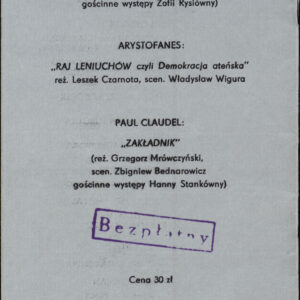 gościnne występy Zofii Rysiówny)
ARYSTOFANES:
„RAJ LENIUCHÓW czyli Demokracja ateńska"
reż. Leszek Czarnota, scen. Władysław Wigura
PAUL CLAUDEL:
„ZAKŁADNIK"
(reż. Grzegorz Mrówczyński,
scen. Zbigniew Bednarowicz
gościnne występy Hanny Stankówny)
Bezpłatny
Cena 30 zł